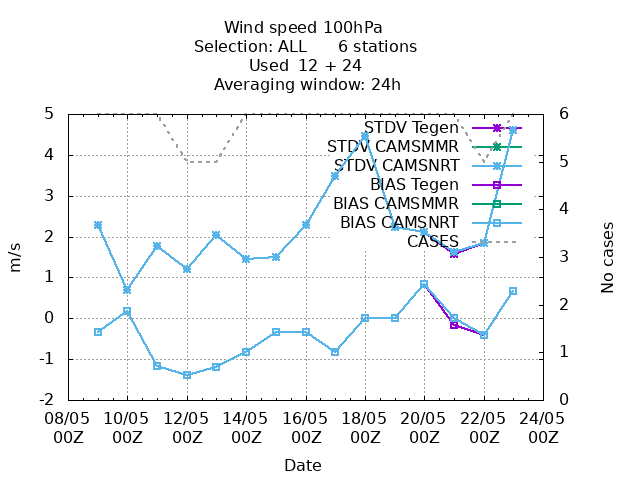 Wind speed 100hPa
Selection: ALL 6 stations
Used 12 + 24
Averaging window: 24h
5
4
3
2
1
0
-1
-2
m/s
6
5
4
3
2
1
0
No cases
STDV Tegen
STDV CAMSMMR
STDV CAMSNRT
BIAS Tegen
BIAS CAMSMMR
BIAS CAMSNRT
CASES
08/05 10/05 12/05 14/05 16/05 18/05 20/05 22/05 24/05
00Z 00Z 00Z 00Z 00Z 00Z 00Z 00Z 00Z
Date